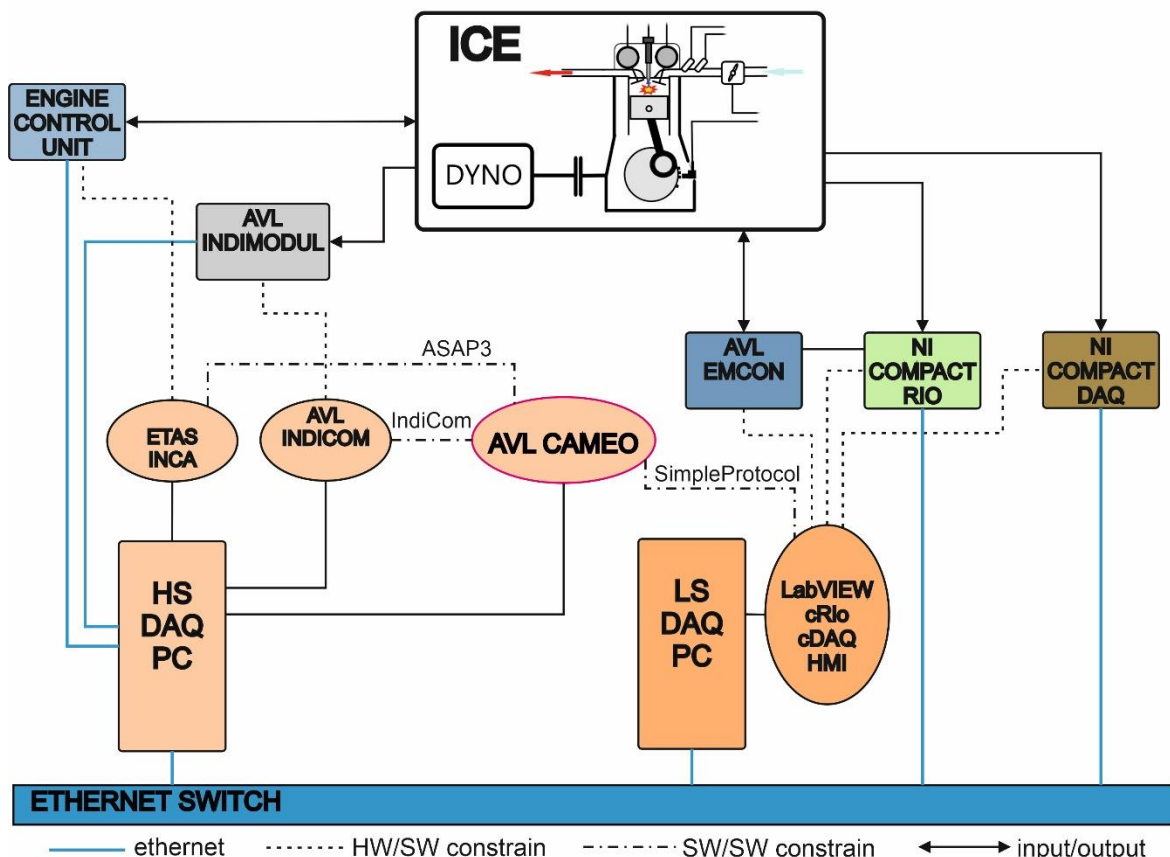 ICE
ENGINE
CONTROL
UNIT
DYNO
AVL
INDIMODUL
AVL
EMCON
NI
COMPACT
RIO
NI
COMPACT
DAQ
ASAP3
ETAS
INCA
AVL
INDICOM
IndiCom
AVL CAMEO
SimpleProtocol
HS
DAQ
PC
LS
DAQ
PC
LabVIEW
cRIo
cDAQ
HMI
ETHERNET SWITCH
ethernet
HW/SW constrain
SW/SW constrain
input/output